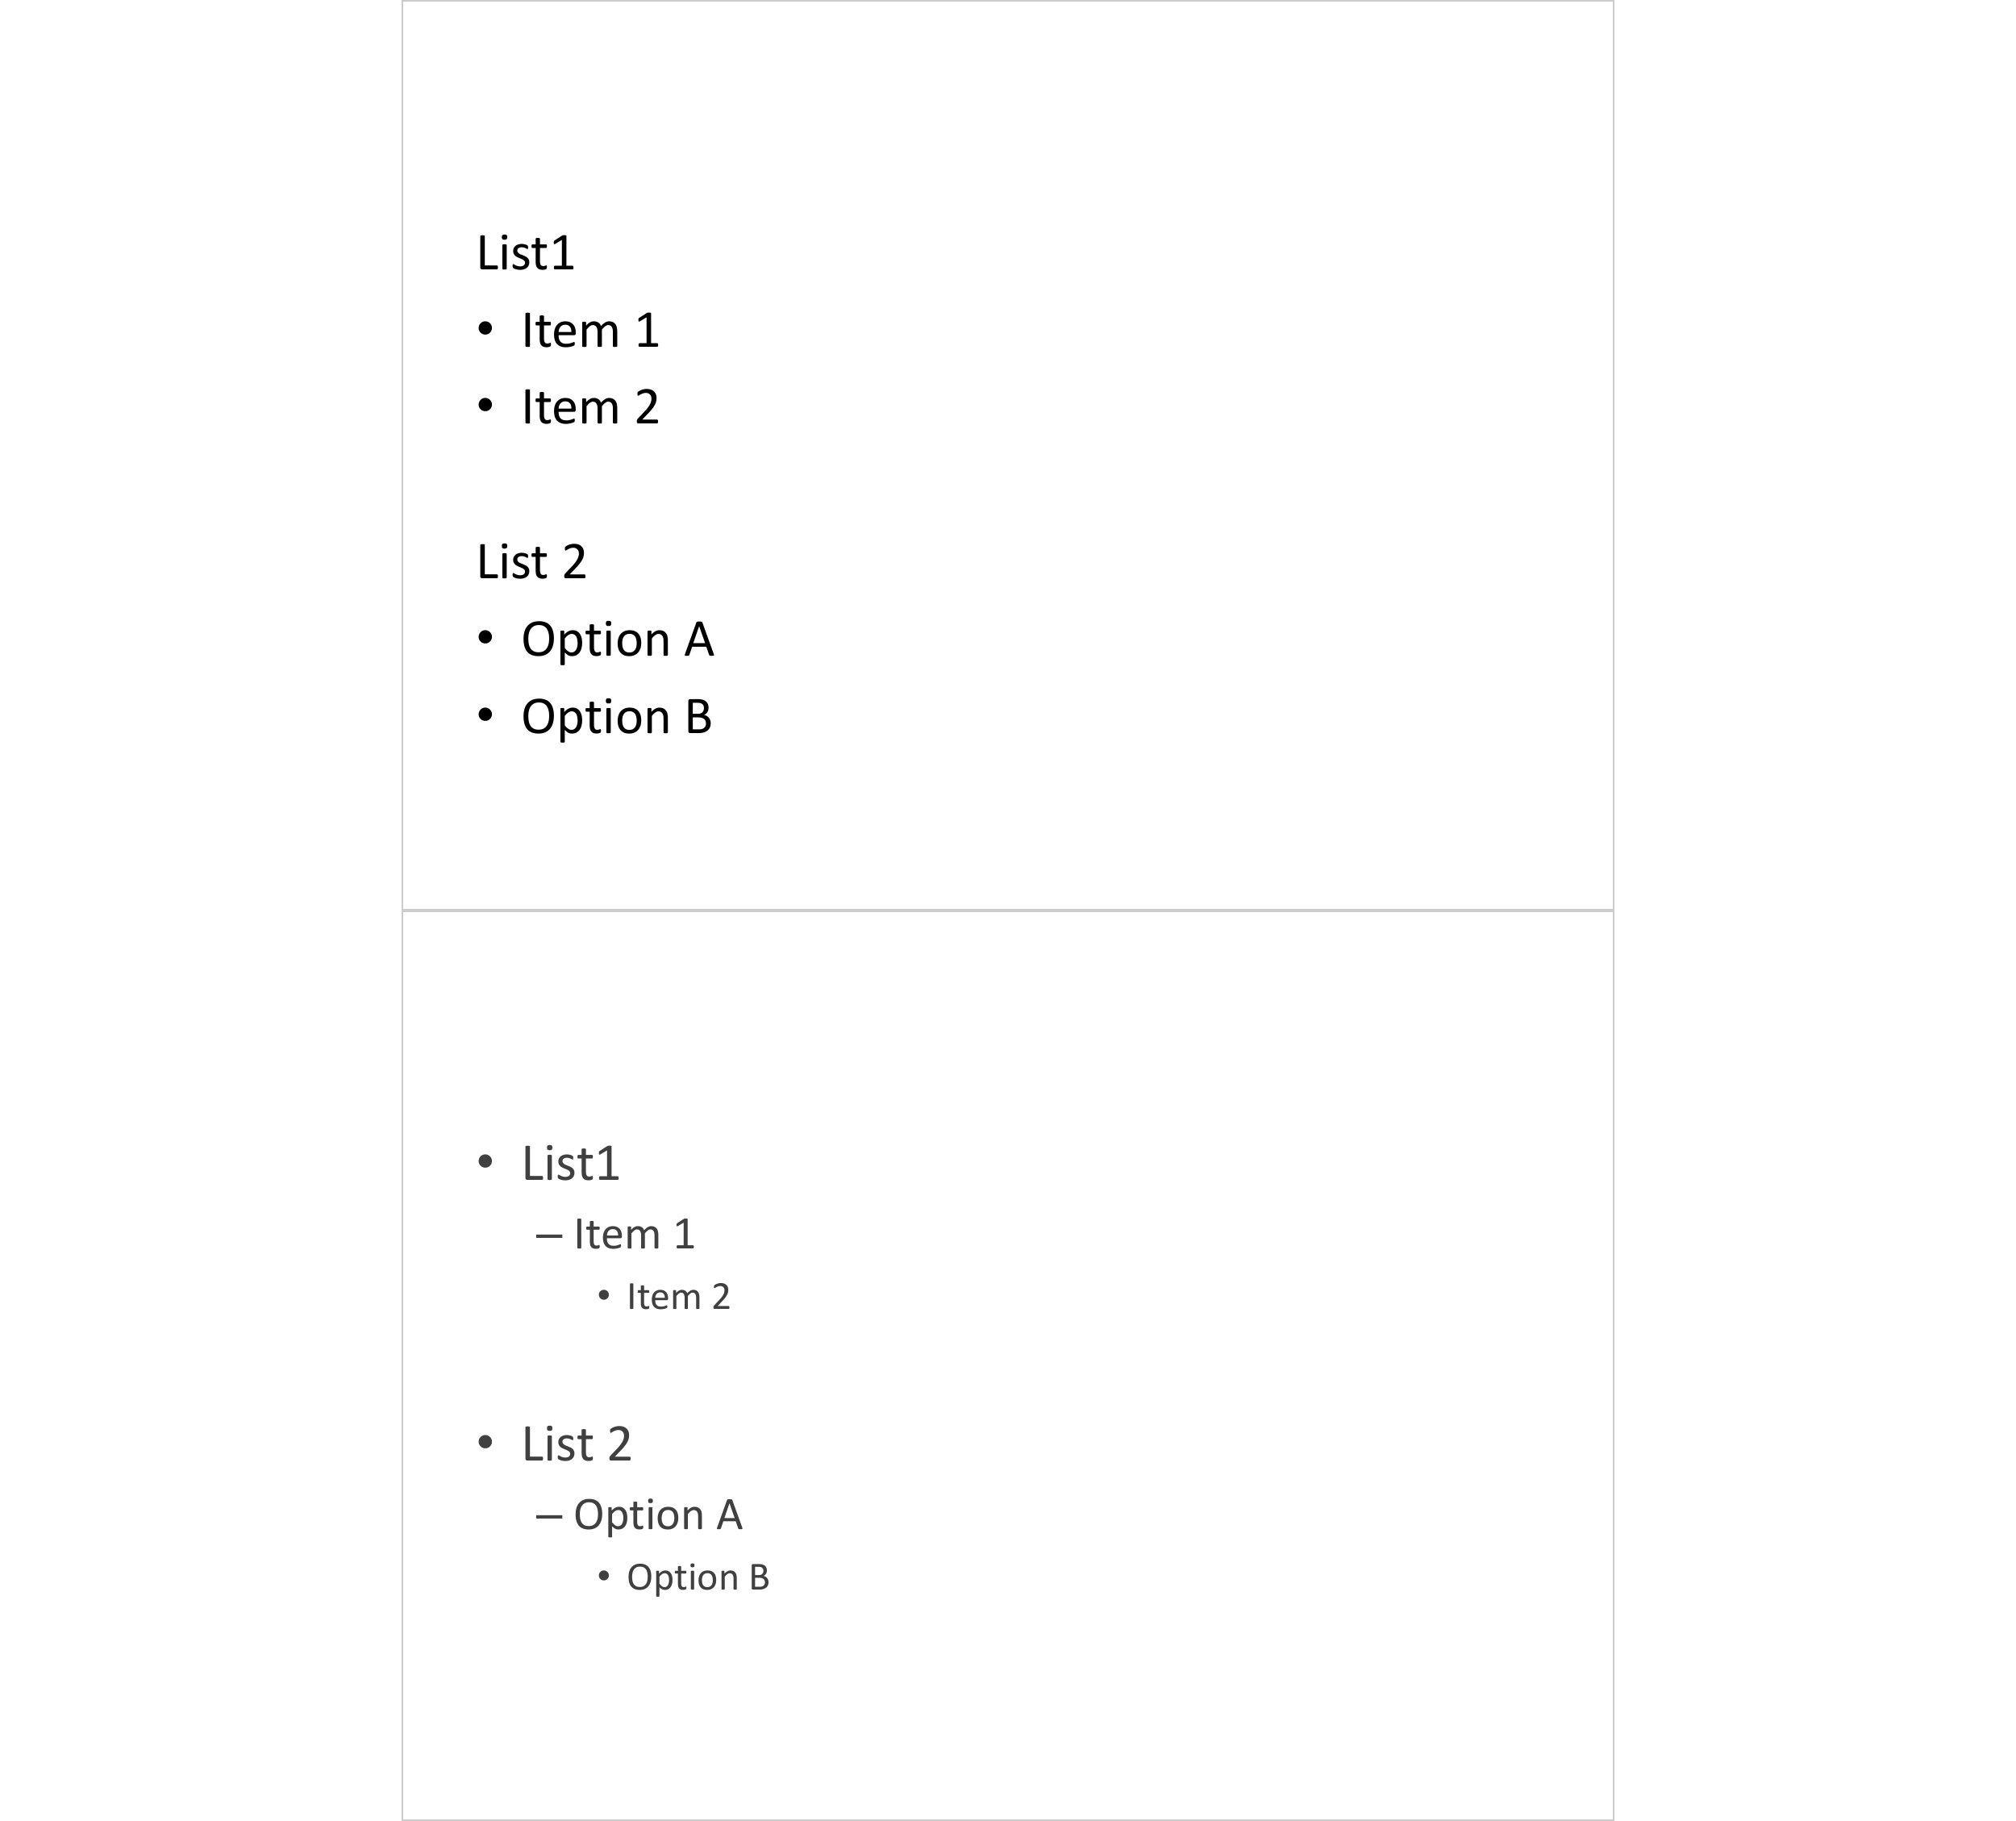 List1
• Item 1
• Item 2
List 2
• Option A
• Option B
• List1
— Item 1
• Item 2
• List 2
— Option A
• Option B